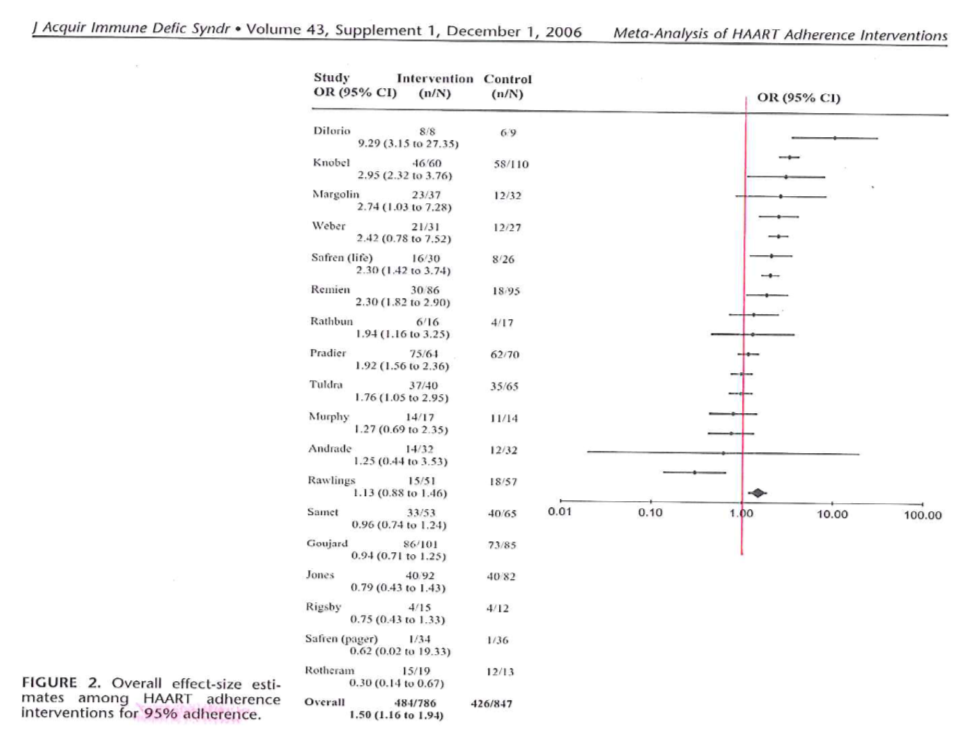 J Acquir Immune Defic Syndr • Volume 43, Supplement 1, December 1, 2006 Meta-Analysis of HAART Adherence Interventions
Study Intervention Control
OR (95% CI) (n/N) (n/N)
OR (95% CI)
DiIorio 8/8 6/9
9.29 (3.15 to 27.35)
Knobel 46/60 58/110
2.95 (2.32 to 3.76)
Margolin 23/37 12/32
2.74 (1.03 to 7.28)
Weber 21/31 12/27
2.42 (0.78 to 7.52)
Safren (life) 16/30 8/26
2.30 (1.42 to 3.74)
Remien 30/86 18/95
2.30 (1.82 to 2.90)
Rathbun 6/16 4/17
1.94 (1.16 to 3.25)
Pradier 75/64 62/70
1.92 (1.56 to 2.36)
Tuldra 37/40 35/65
1.76 (1.05 to 2.95)
Murphy 14/17 11/14
1.27 (0.69 to 2.35)
Andrade 14/32 12/32
1.25 (0.44 to 3.53)
Rawlings 15/51 18/57
1.13 (0.88 to 1.46)
Samet 33/53 40/65
0.96 (0.74 to 1.24)
Goujard 86/101 73/85
0.94 (0.71 to 1.25)
Jones 40/92 40/82
0.79 (0.43 to 1.43)
Rigsby 4/15 4/12
0.75 (0.43 to 1.33)
Safren (pager) 1/34 1/36
0.62 (0.02 to 19.33)
Rotheram 15/19 12/13
0.30 (0.14 to 0.67)
Overall 484/786 426/847
1.50 (1.16 to 1.94)
0.01 0.10 1.00 10.00 100.00
FIGURE 2. Overall effect-size esti-
mates among HAART adherence
interventions for 95% adherence.